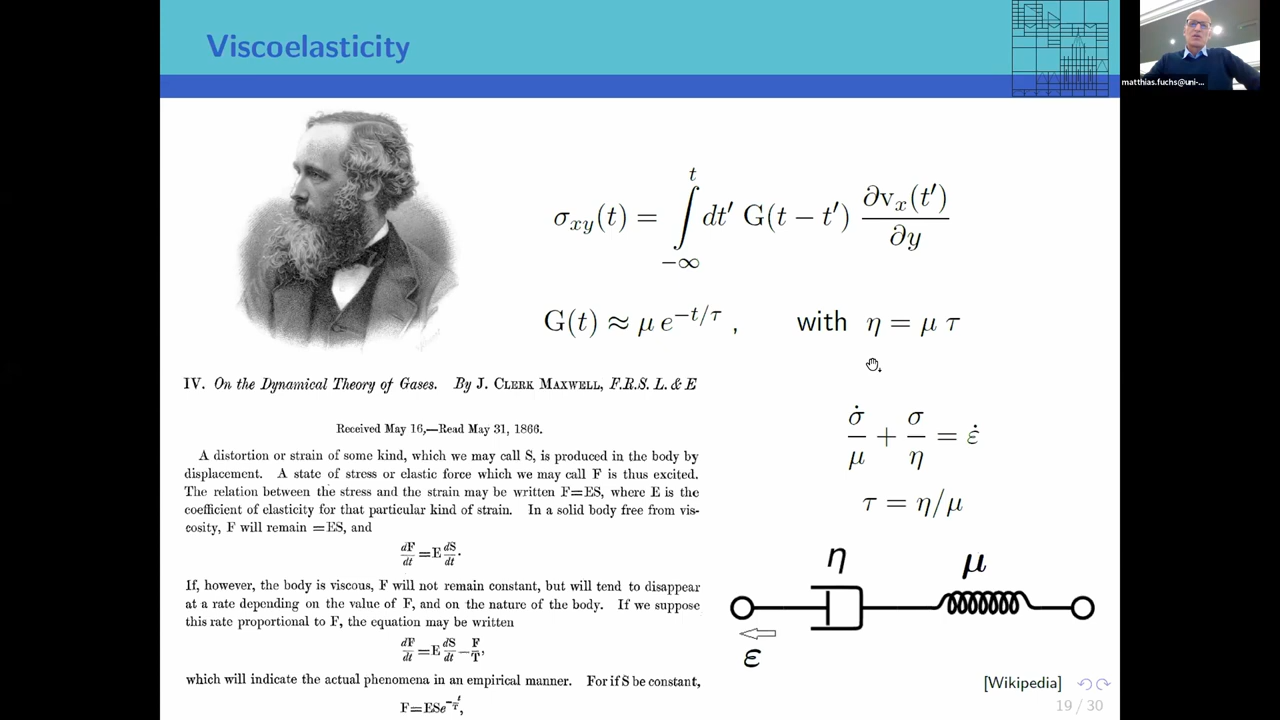 Viscoelasticity
matthias.fuchs@uni-...
σ_xy(t) = ∫_{−∞}^{t} dt′ G(t − t′) ∂v_x(t′)/∂y
G(t) ≈ μ e^{−t/τ} , with η = μ τ
IV. On the Dynamical Theory of Gases. By J. CLERK MAXWELL, F.R.S. L. & E
Received May 16,—Read May 31, 1866.
A distortion or strain of some kind, which we may call S, is produced in the body by
displacement. A state of stress or elastic force which we may call F is thus excited.
The relation between the stress and the strain may be written F=ES, where E is the
coefficient of elasticity for that particular kind of strain. In a solid body free from vis-
cosity, F will remain =ES, and
dF/dt = E dS/dt.
If, however, the body is viscous, F will not remain constant, but will tend to disappear
at a rate depending on the value of F, and on the nature of the body. If we suppose
this rate proportional to F, the equation may be written
dF/dt = E dS/dt − F/T,
which will indicate the actual phenomena in an empirical manner. For if S be constant,
F=ESe^{−t/T},
σ̇/μ + σ/η = ε̇
τ = η/μ
η μ
ε
[Wikipedia]
19 / 30